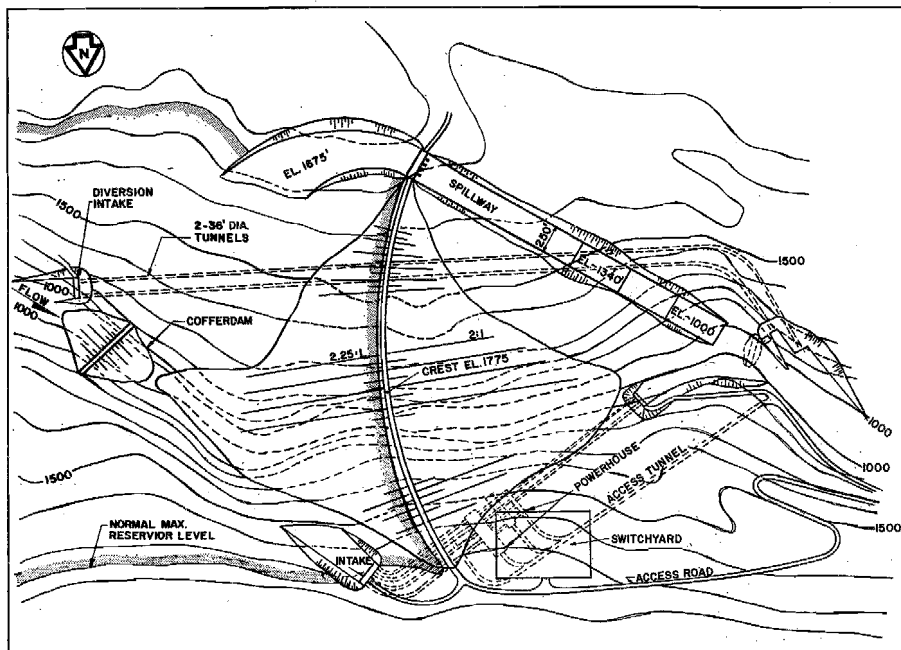 N
EL. 1675'
SPILLWAY
DIVERSION
INTAKE
1500
2-36' DIA.
TUNNELS
250'
EL.-1340
1500
1000
FLOW
1000
EL.-1000
COFFERDAM
2.25:1
2:1
CREST EL. 1775
1000
POWERHOUSE
ACCESS TUNNEL
1000
1500
1500
NORMAL MAX.
RESERVIOR LEVEL
SWITCHYARD
INTAKE
ACCESS ROAD